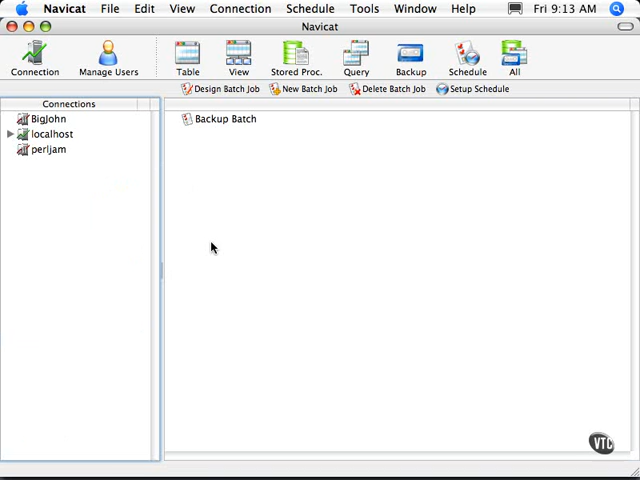 Navicat File Edit View Connection Schedule Tools Window Help Fri 9:13 AM
Navicat
Connection Manage Users Table View Stored Proc. Query Backup Schedule All
Design Batch Job New Batch Job Delete Batch Job Setup Schedule
Connections
BigJohn
Backup Batch
localhost
perljam
VTC